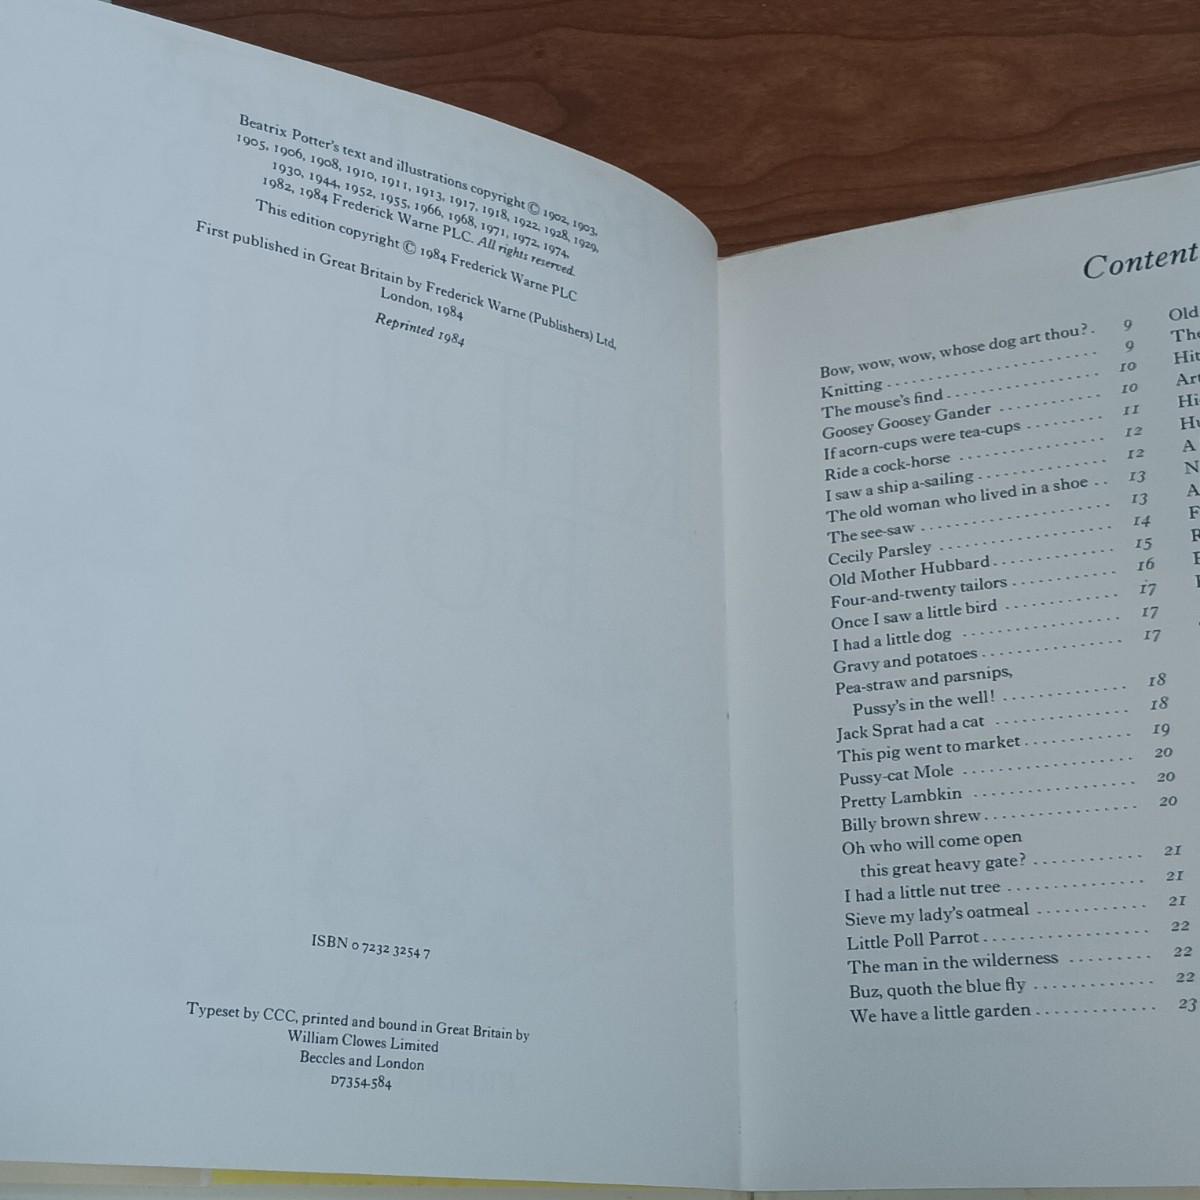 Beatrix Potter's text and illustrations copyright © 1902, 1903,
1905, 1906, 1908, 1910, 1911, 1913, 1917, 1918, 1922, 1928, 1929,
1930, 1944, 1952, 1955, 1966, 1968, 1971, 1972, 1974,
1982, 1984 Frederick Warne PLC. All rights reserved.
This edition copyright © 1984 Frederick Warne PLC
First published in Great Britain by Frederick Warne (Publishers) Ltd,
London, 1984
Reprinted 1984
ISBN 0 7232 3254 7
Typeset by CCC, printed and bound in Great Britain by
William Clowes Limited
Beccles and London
D7354-584
Content
Bow, wow, wow, whose dog art thou? . 9
Knitting . . . . . . . . . . . . . . . . . . . . . . . . . 9
The mouse's find . . . . . . . . . . . . . . . . . . 10
Goosey Goosey Gander . . . . . . . . . . . . 10
If acorn-cups were tea-cups . . . . . . . . . 11
Ride a cock-horse . . . . . . . . . . . . . . . . . 12
I saw a ship a-sailing . . . . . . . . . . . . . . . 12
The old woman who lived in a shoe . . 13
The see-saw . . . . . . . . . . . . . . . . . . . . . . 13
Cecily Parsley . . . . . . . . . . . . . . . . . . . . 14
Old Mother Hubbard . . . . . . . . . . . . . . 15
Four-and-twenty tailors . . . . . . . . . . . . 16
Once I saw a little bird . . . . . . . . . . . . . 17
I had a little dog . . . . . . . . . . . . . . . . . . 17
Gravy and potatoes . . . . . . . . . . . . . . . . 17
Pea-straw and parsnips,
Pussy's in the well! . . . . . . . . . . . . . . 18
Jack Sprat had a cat . . . . . . . . . . . . . . . 18
This pig went to market . . . . . . . . . . . . 19
Pussy-cat Mole . . . . . . . . . . . . . . . . . . . 20
Pretty Lambkin . . . . . . . . . . . . . . . . . . 20
Billy brown shrew . . . . . . . . . . . . . . . . . 20
Oh who will come open
this great heavy gate? . . . . . . . . . . . . 21
I had a little nut tree . . . . . . . . . . . . . . . 21
Sieve my lady's oatmeal . . . . . . . . . . . . 21
Little Poll Parrot . . . . . . . . . . . . . . . . . . 22
The man in the wilderness . . . . . . . . . 22
Buz, quoth the blue fly . . . . . . . . . . . . . 22
We have a little garden . . . . . . . . . . . . . 23
Old
The
Hit
Hi
A
N
A
F